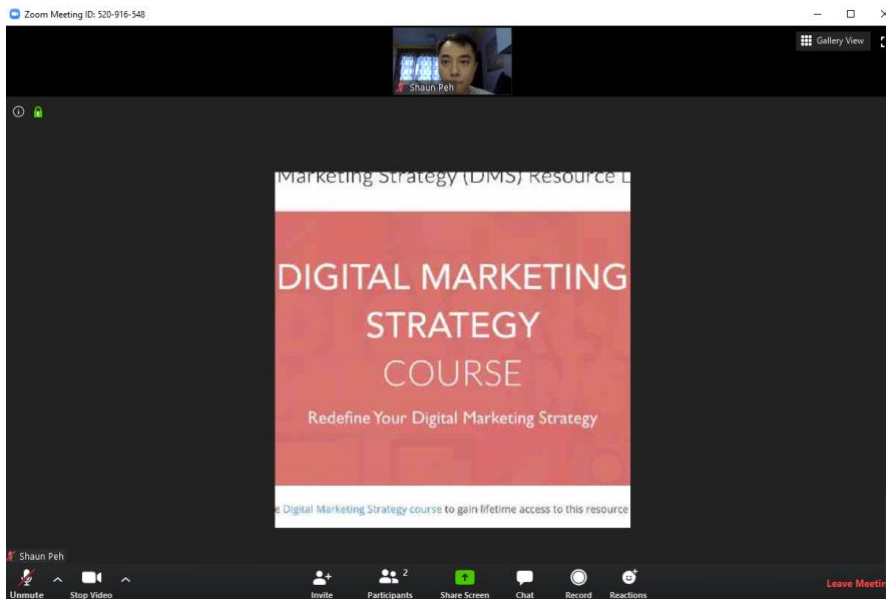 Zoom Meeting ID: 520-916-548
Gallery View
Shaun Peh
Marketing Strategy (DMS) Resource
DIGITAL MARKETING
STRATEGY
COURSE
Redefine Your Digital Marketing Strategy
Digital Marketing Strategy course to gain lifetime access to this resource
Shaun Peh
2
Unmute Stop Video Invite Participants Share Screen Chat Record Reactions Leave